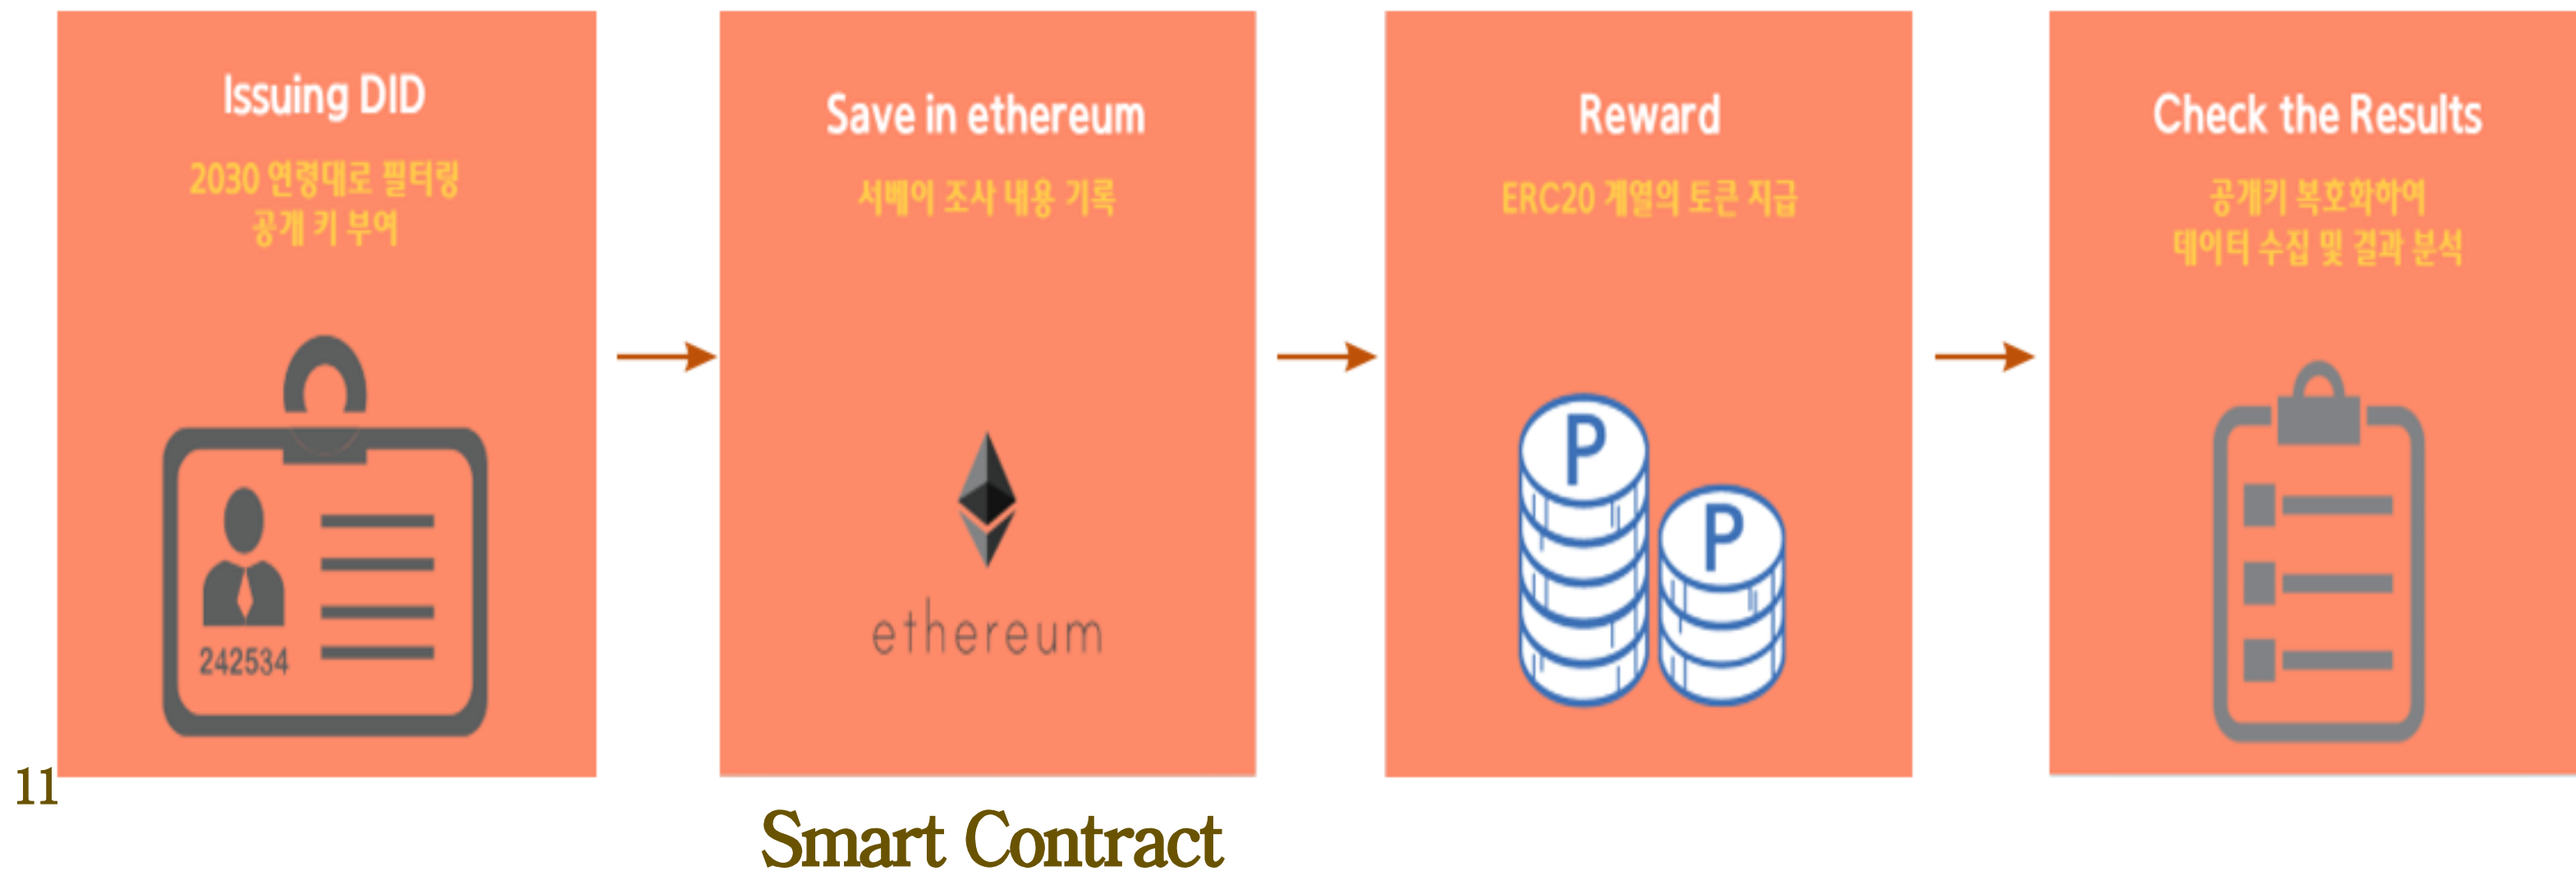 Issuing DID
2030 연령대로 필터링
공개 키 부여
242534
Save in ethereum
서베이 조사 내용 기록
ethereum
Reward
ERC20 계열의 토큰 지급
P
P
Check the Results
공개키 복호화하여
데이터 수집 및 결과 분석
11
Smart Contract